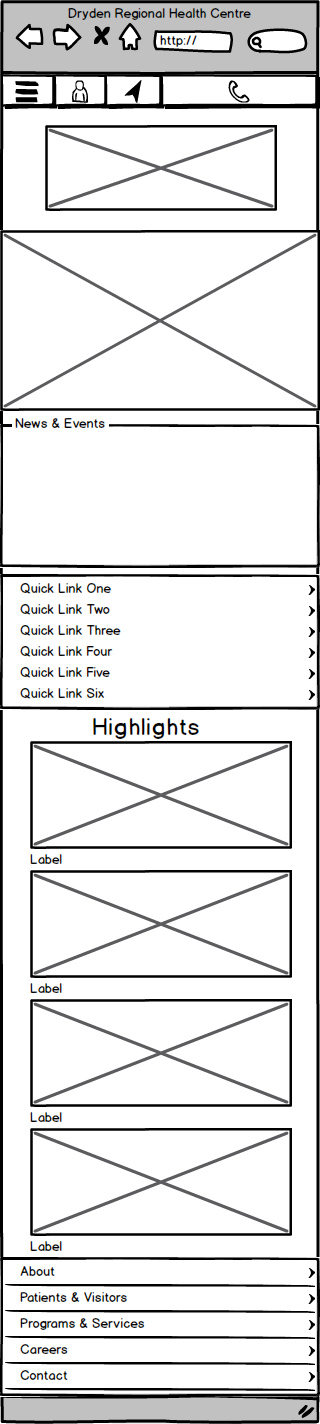 Dryden Regional Health Centre
http://
News & Events
Quick Link One
Quick Link Two
Quick Link Three
Quick Link Four
Quick Link Five
Quick Link Six
Highlights
Label
Label
Label
Label
About
Patients & Visitors
Programs & Services
Careers
Contact